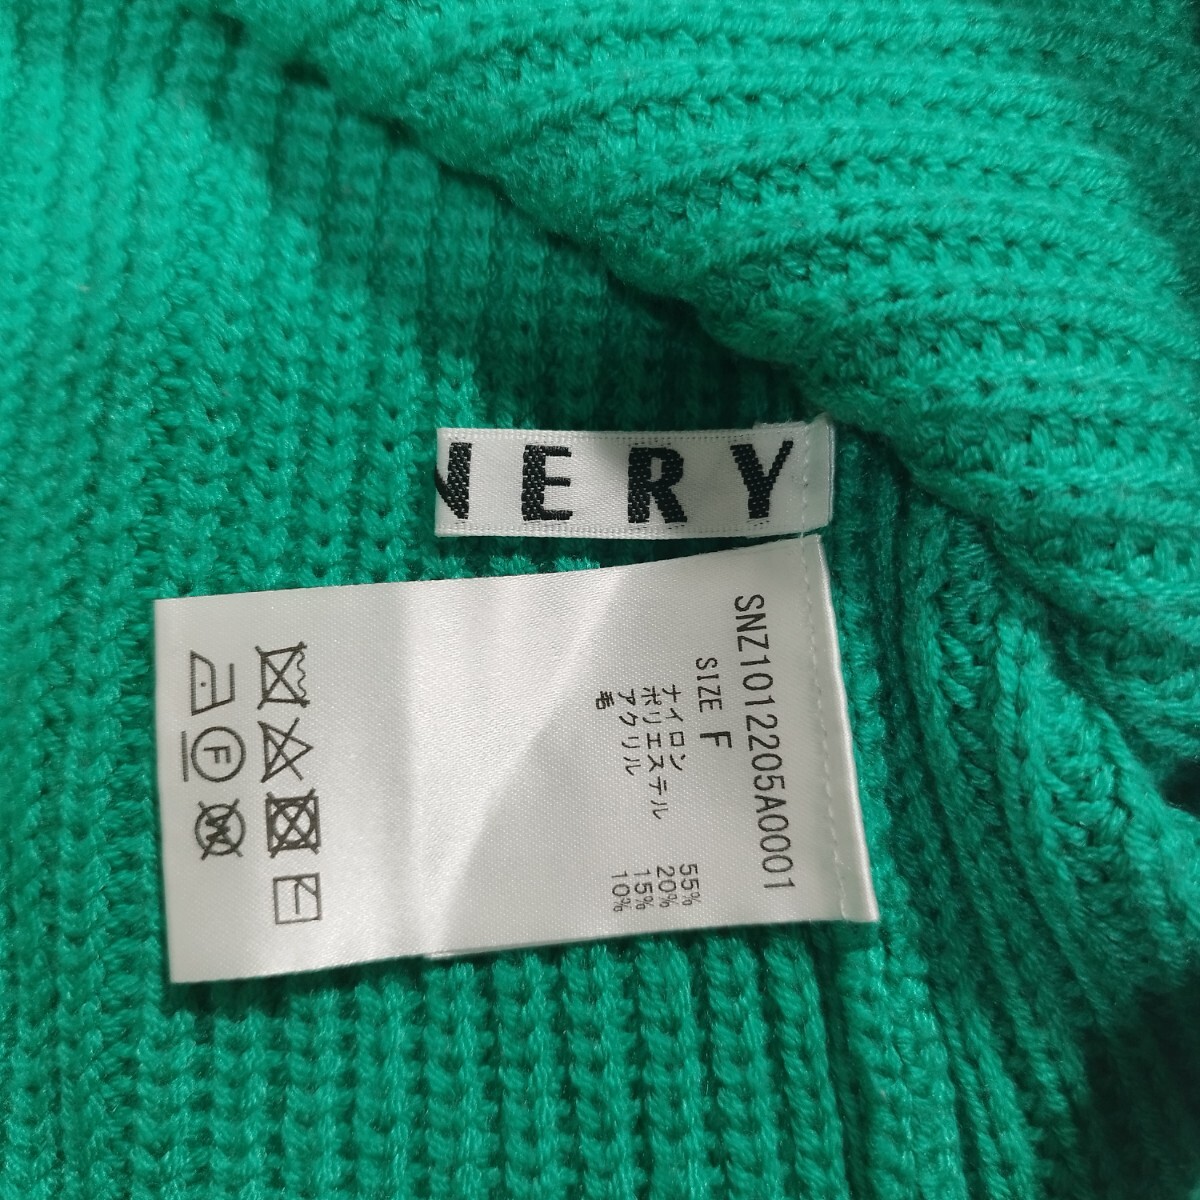 NERY
SNZ1012205A0001
SIZE F
ナイロン 55%
ポリエステル 20%
アクリル 15%
毛 10%
F
W